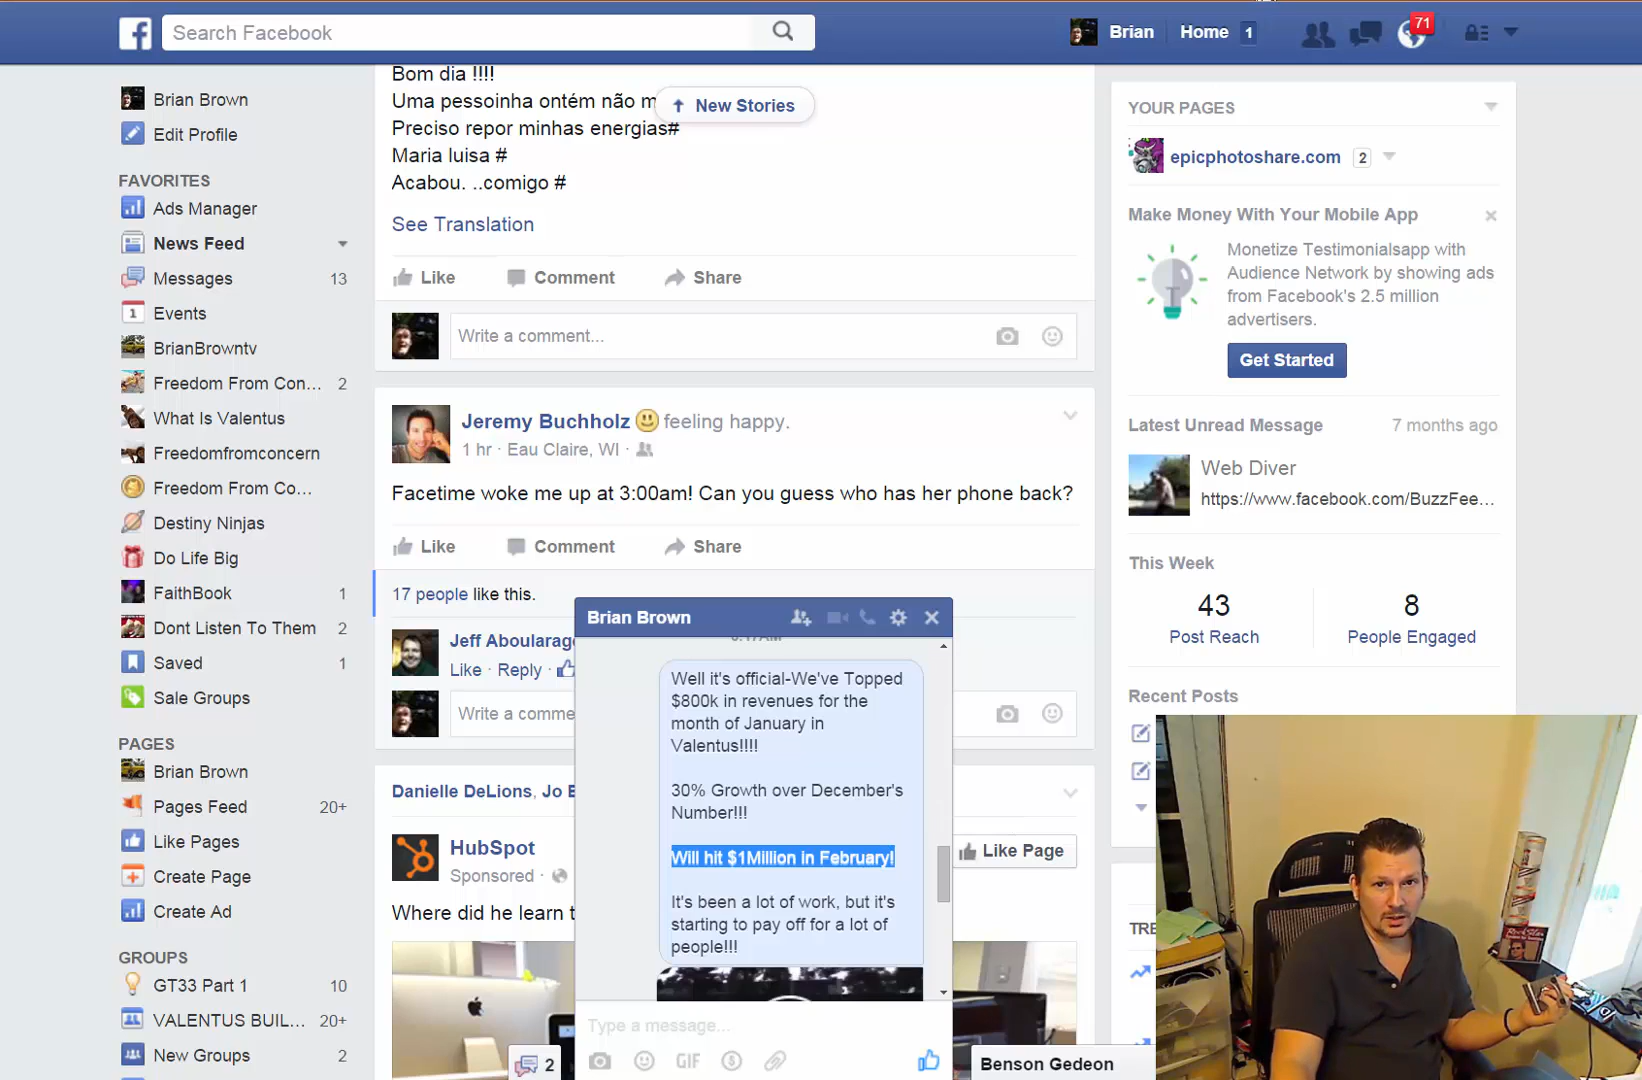 Search Facebook
Brian
Home 1
71
Brian Brown
Edit Profile
FAVORITES
Ads Manager
News Feed
Messages 13
1 Events
BrianBrowntv
Freedom From Con... 2
What Is Valentus
Freedomfromconcern
Freedom From Co...
Destiny Ninjas
Do Life Big
FaithBook 1
Dont Listen To Them 2
Saved 1
Sale Groups
PAGES
Brian Brown
Pages Feed 20+
Like Pages
Create Page
Create Ad
GROUPS
GT33 Part 1 10
VALENTUS BUIL... 20+
New Groups 2
Bom dia !!!!
Uma pessoinha ontém não m
New Stories
Preciso repor minhas energias#
Maria luisa #
Acabou. ..comigo #
See Translation
Like Comment Share
Write a comment...
Jeremy Buchholz feeling happy.
1 hr · Eau Claire, WI ·
Facetime woke me up at 3:00am! Can you guess who has her phone back?
Like Comment Share
17 people like this.
Jeff Aboularag
Like · Reply ·
Write a comme
Danielle DeLions, Jo
HubSpot
Sponsored ·
Like Page
Where did he learn t
Brian Brown
Well it's official-We've Topped
$800k in revenues for the
month of January in
Valentus!!!!
30% Growth over December's
Number!!!
Will hit $1Million in February!
It's been a lot of work, but it's
starting to pay off for a lot of
people!!!
Type a message...
GIF
2
Benson Gedeon
YOUR PAGES
epicphotoshare.com 2
Make Money With Your Mobile App
Monetize Testimonialsapp with
Audience Network by showing ads
from Facebook's 2.5 million
advertisers.
Get Started
Latest Unread Message 7 months ago
Web Diver
https://www.facebook.com/BuzzFee...
This Week
43 8
Post Reach People Engaged
Recent Posts
TRE